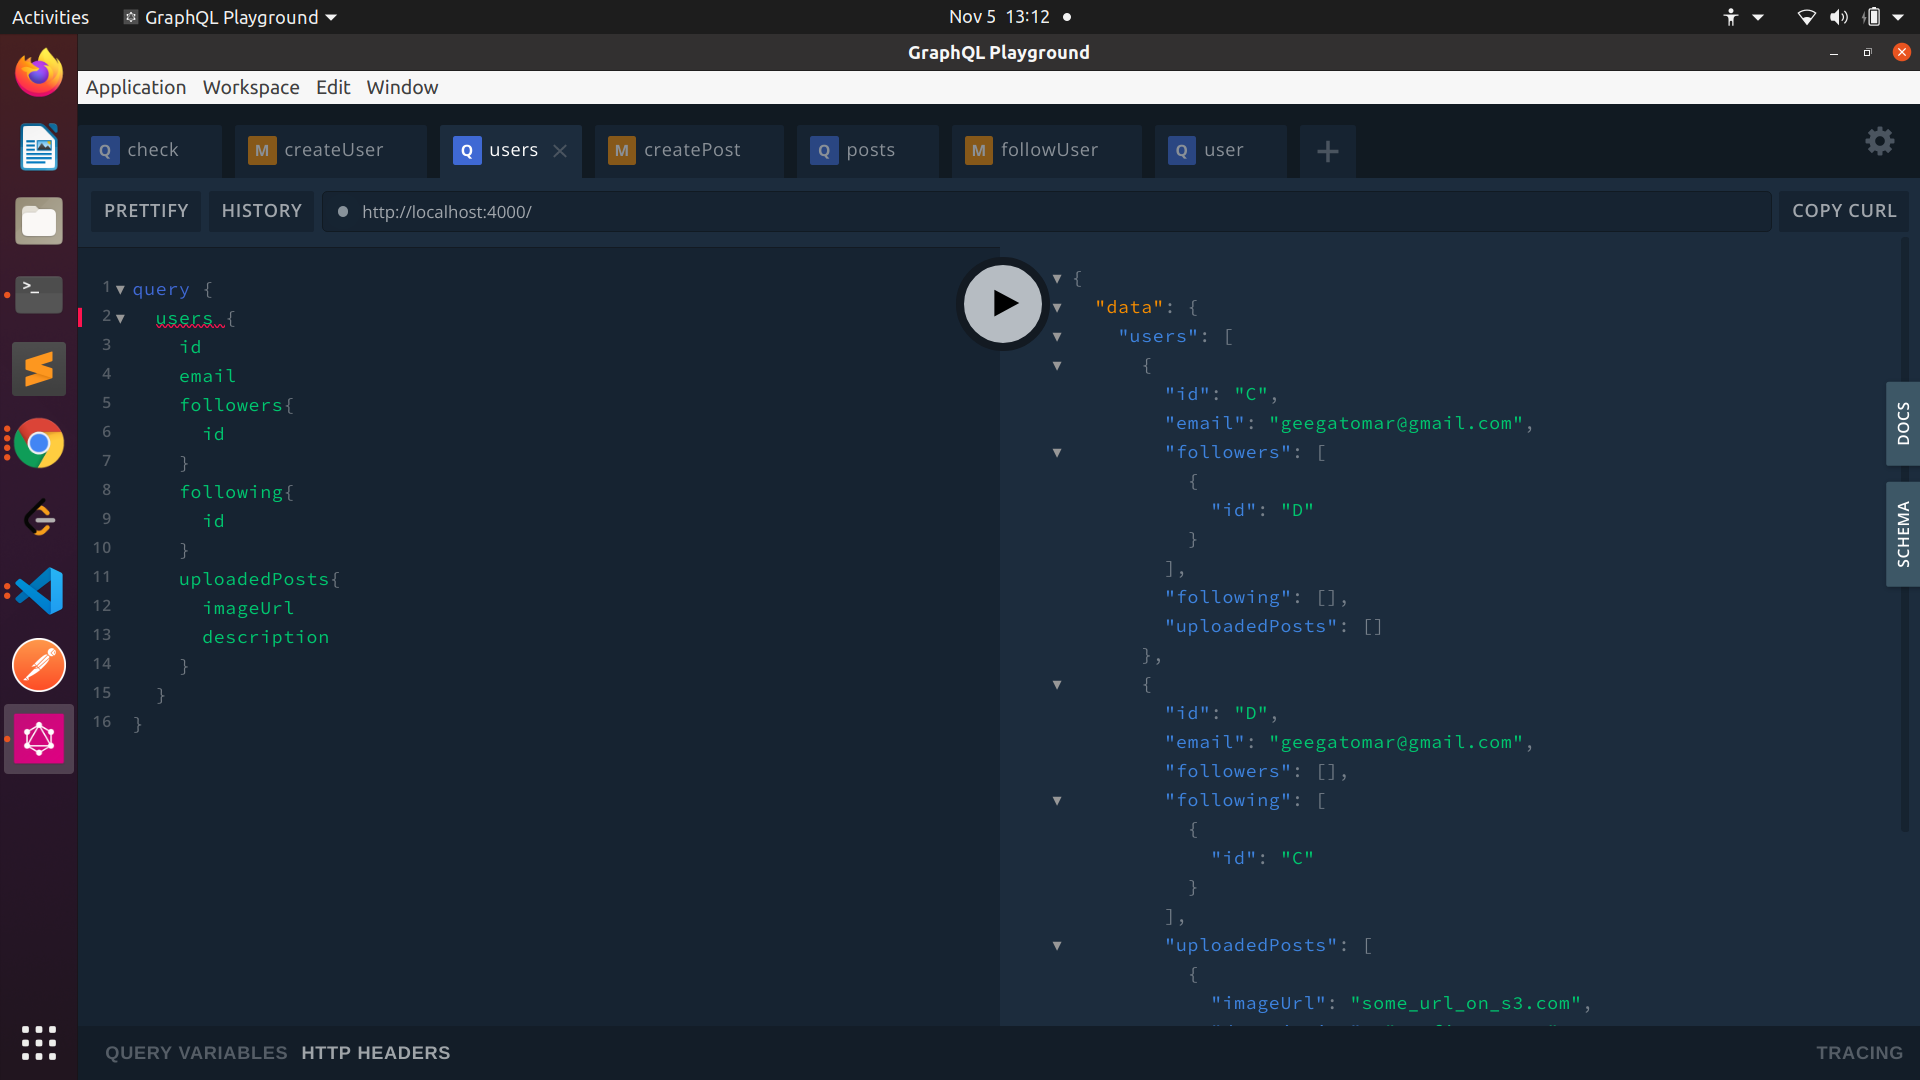 Activities GraphQL Playground Nov 5 13:12
GraphQL Playground
Application Workspace Edit Window
Q check M createUser Q users M createPost Q posts M followUser Q user
PRETTIFY HISTORY http://localhost:4000/ COPY CURL
1 query {
2 users {
3 id
4 email
5 followers{
6 id
7 }
8 following{
9 id
10 }
11 uploadedPosts{
12 imageUrl
13 description
14 }
15 }
16 }
{
"data": {
"users": [
{
"id": "C",
"email": "geegatomar@gmail.com",
"followers": [
{
"id": "D"
}
],
"following": [],
"uploadedPosts": []
},
{
"id": "D",
"email": "geegatomar@gmail.com",
"followers": [],
"following": [
{
"id": "C"
}
],
"uploadedPosts": [
{
"imageUrl": "some_url_on_s3.com",
DOCS
SCHEMA
QUERY VARIABLES HTTP HEADERS TRACING